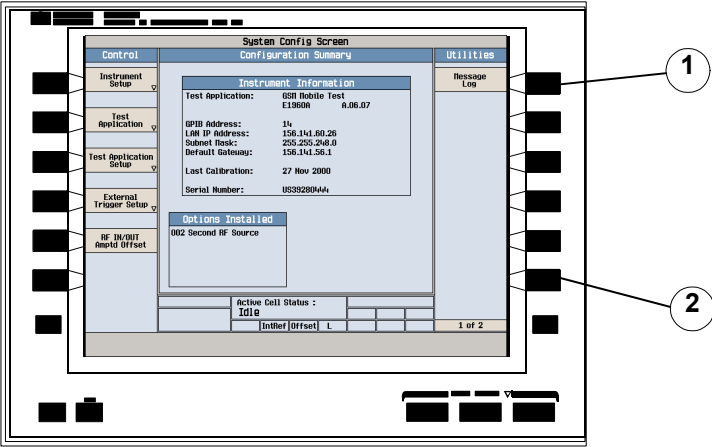 System Config Screen
Control
Configuration Summary
Utilities
Instrument
Setup
Test
Application
Test Application
Setup
External
Trigger Setup
RF IN/OUT
Amptd Offset
Instrument Information
Test Application: GSM Mobile Test
E1960A A.06.07
GPIB Address: 14
LAN IP Address: 156.141.60.26
Subnet Mask: 255.255.248.0
Default Gateway: 156.141.56.1
Last Calibration: 27 Nov 2000
Serial Number: US39280444
Options Installed
002 Second RF Source
Message
Log
Active Cell Status :
Idle
IntRef Offset L
1 of 2
1
2